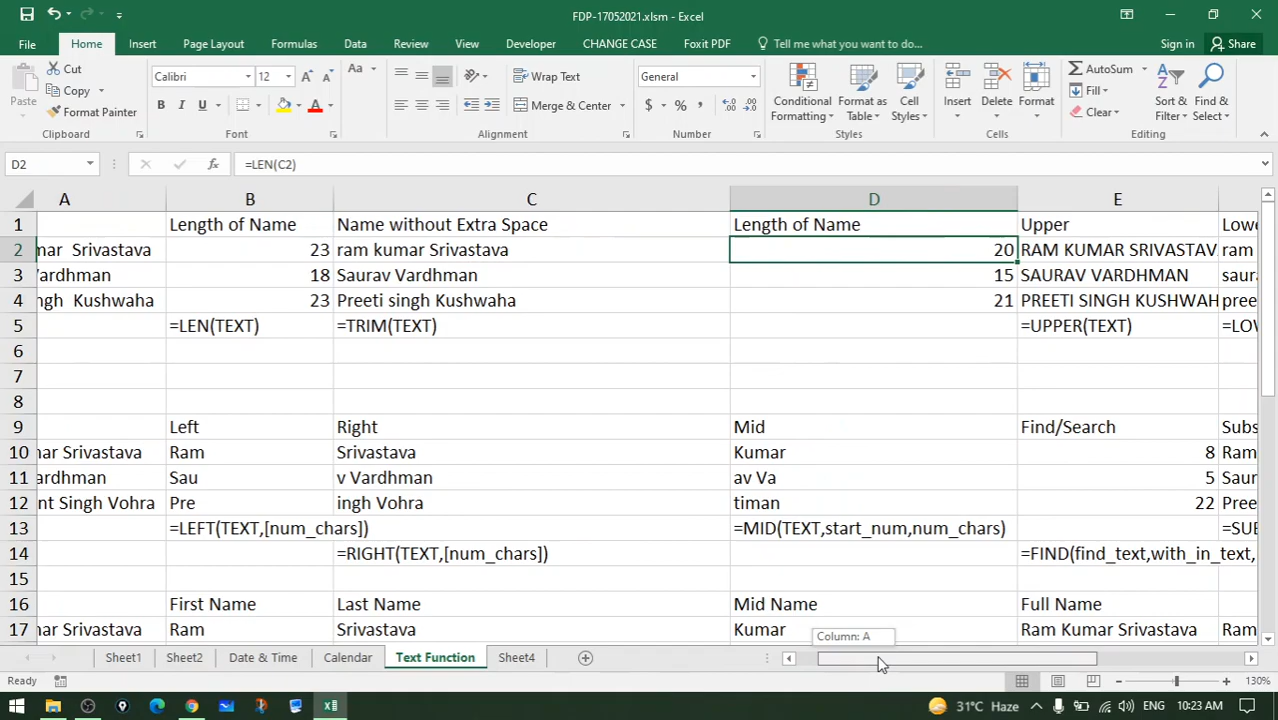 FDP-17052021.xlsm - Excel
File Home Insert Page Layout Formulas Data Review View Developer CHANGE CASE Foxit PDF Tell me what you want to do... Sign in Share
Paste
Cut
Copy
Format Painter
Calibri 12
Wrap Text
Merge & Center
General
Conditional Formatting
Format as Table
Cell Styles
Insert
Delete
Format
AutoSum
Fill
Clear
Sort & Filter
Find & Select
Clipboard Font Alignment Number Styles Cells Editing
D2 fx =LEN(C2)
A B C D E
1 Length of Name Name without Extra Space Length of Name Upper Lowe
2 mar Srivastava 23 ram kumar Srivastava 20 RAM KUMAR SRIVASTAV ram
3 Vardhman 18 Saurav Vardhman 15 SAURAV VARDHMAN saur
4 ngh Kushwaha 23 Preeti singh Kushwaha 21 PREETI SINGH KUSHWAH pree
5 =LEN(TEXT) =TRIM(TEXT) =UPPER(TEXT) =LOW
6
7
8
9 Left Right Mid Find/Search Subs
10 mar Srivastava Ram Srivastava Kumar 8 Ram
11 ardhman Sau v Vardhman av Va 5 Saur
12 nt Singh Vohra Pre ingh Vohra timan 22 Pree
13 =LEFT(TEXT,[num_chars]) =MID(TEXT,start_num,num_chars) =SUB
14 =RIGHT(TEXT,[num_chars]) =FIND(find_text,with_in_text,
15
16 First Name Last Name Mid Name Full Name
17 mar Srivastava Ram Srivastava Kumar Ram Kumar Srivastava Ram
Column: A
Sheet1 Sheet2 Date & Time Calendar Text Function Sheet4
Ready 130%
31°C Haze ENG 10:23 AM